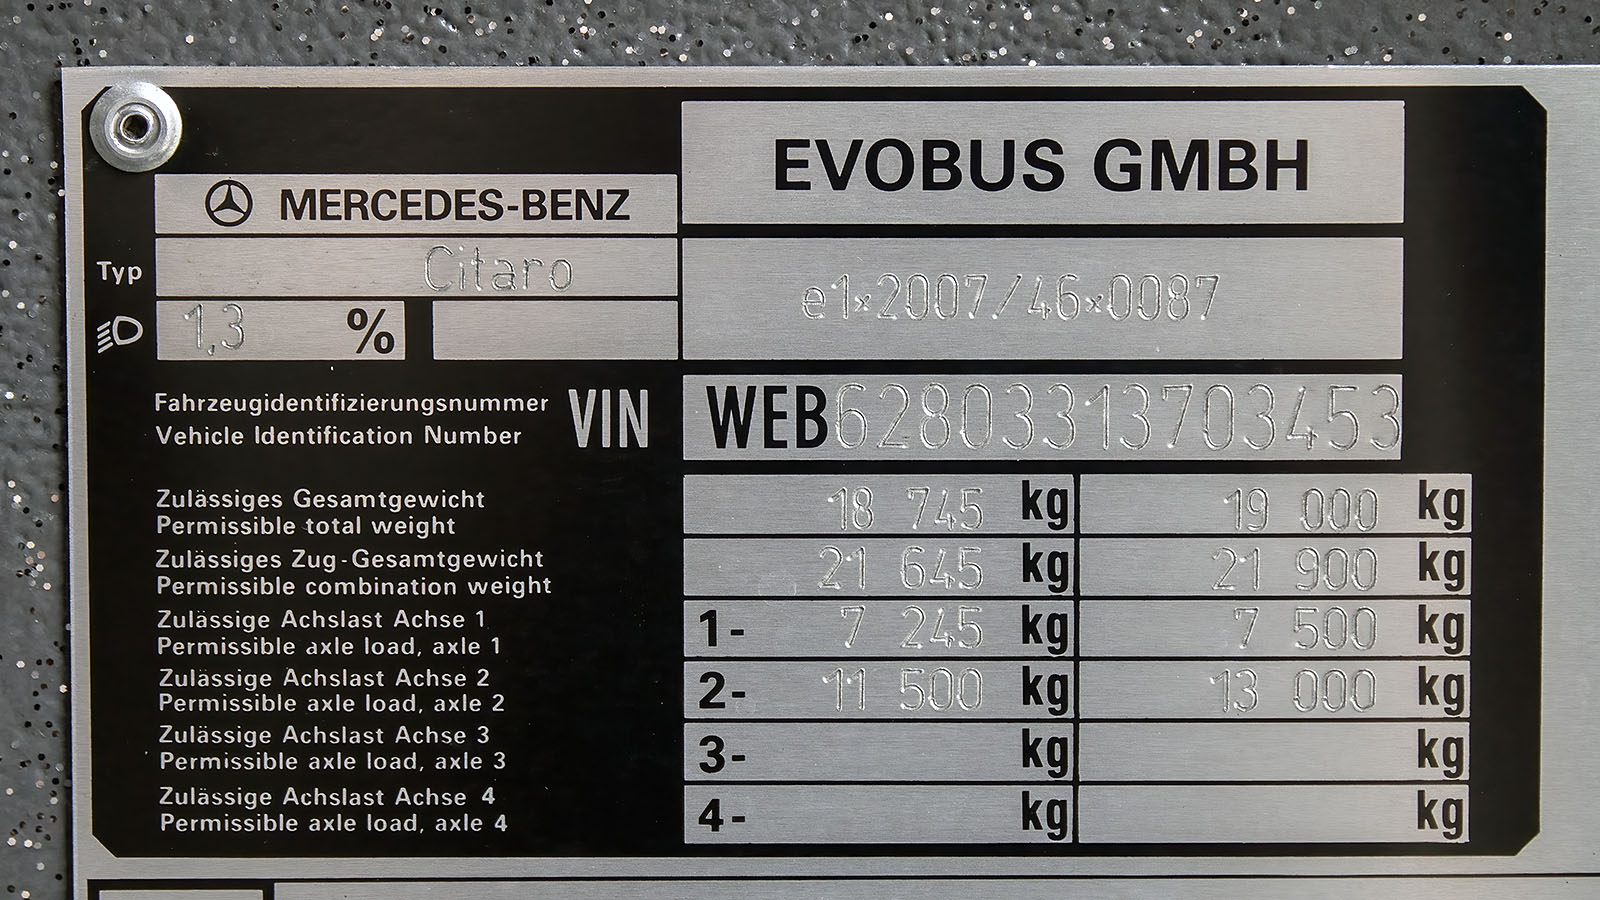 EVOBUS GMBH
MERCEDES-BENZ
Typ Citaro
e1×2007/46×0087
1,3 %
Fahrzeugidentifizierungsnummer
Vehicle Identification Number
VIN WEB62803313703453
Zulässiges Gesamtgewicht
Permissible total weight
18 745 kg 19 000 kg
Zulässiges Zug-Gesamtgewicht
Permissible combination weight
21 645 kg 21 900 kg
Zulässige Achslast Achse 1
Permissible axle load, axle 1
1- 7 245 kg 7 500 kg
Zulässige Achslast Achse 2
Permissible axle load, axle 2
2- 11 500 kg 13 000 kg
Zulässige Achslast Achse 3
Permissible axle load, axle 3
3- kg kg
Zulässige Achslast Achse 4
Permissible axle load, axle 4
4- kg kg